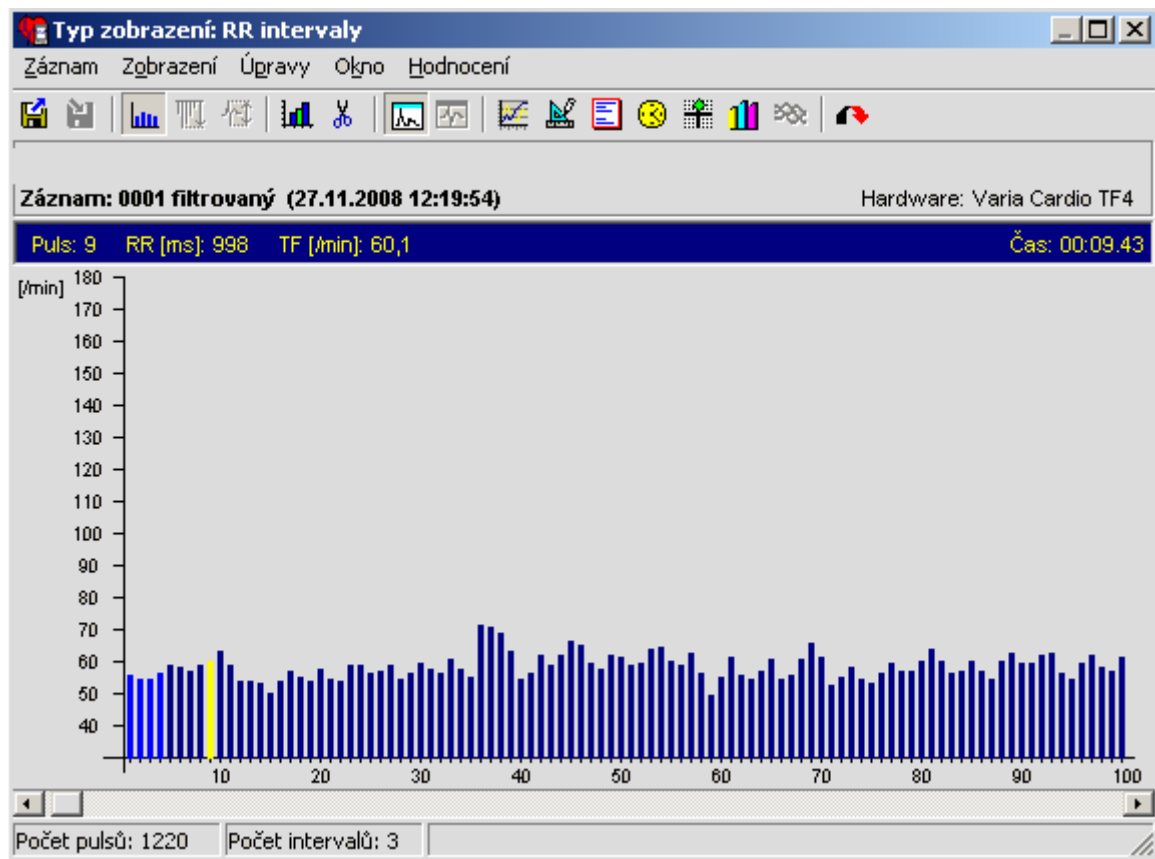 Typ zobrazení: RR intervaly
Záznam Zobrazení Úpravy Okno Hodnocení
Záznam: 0001 filtrovaný (27.11.2008 12:19:54) Hardware: Varia Cardio TF4
Puls: 9 RR [ms]: 998 TF [/min]: 60,1 Čas: 00:09.43
[/min] 180
170
160
150
140
130
120
110
100
90
80
70
60
50
40
10 20 30 40 50 60 70 80 90 100
Počet pulsů: 1220 Počet intervalů: 3